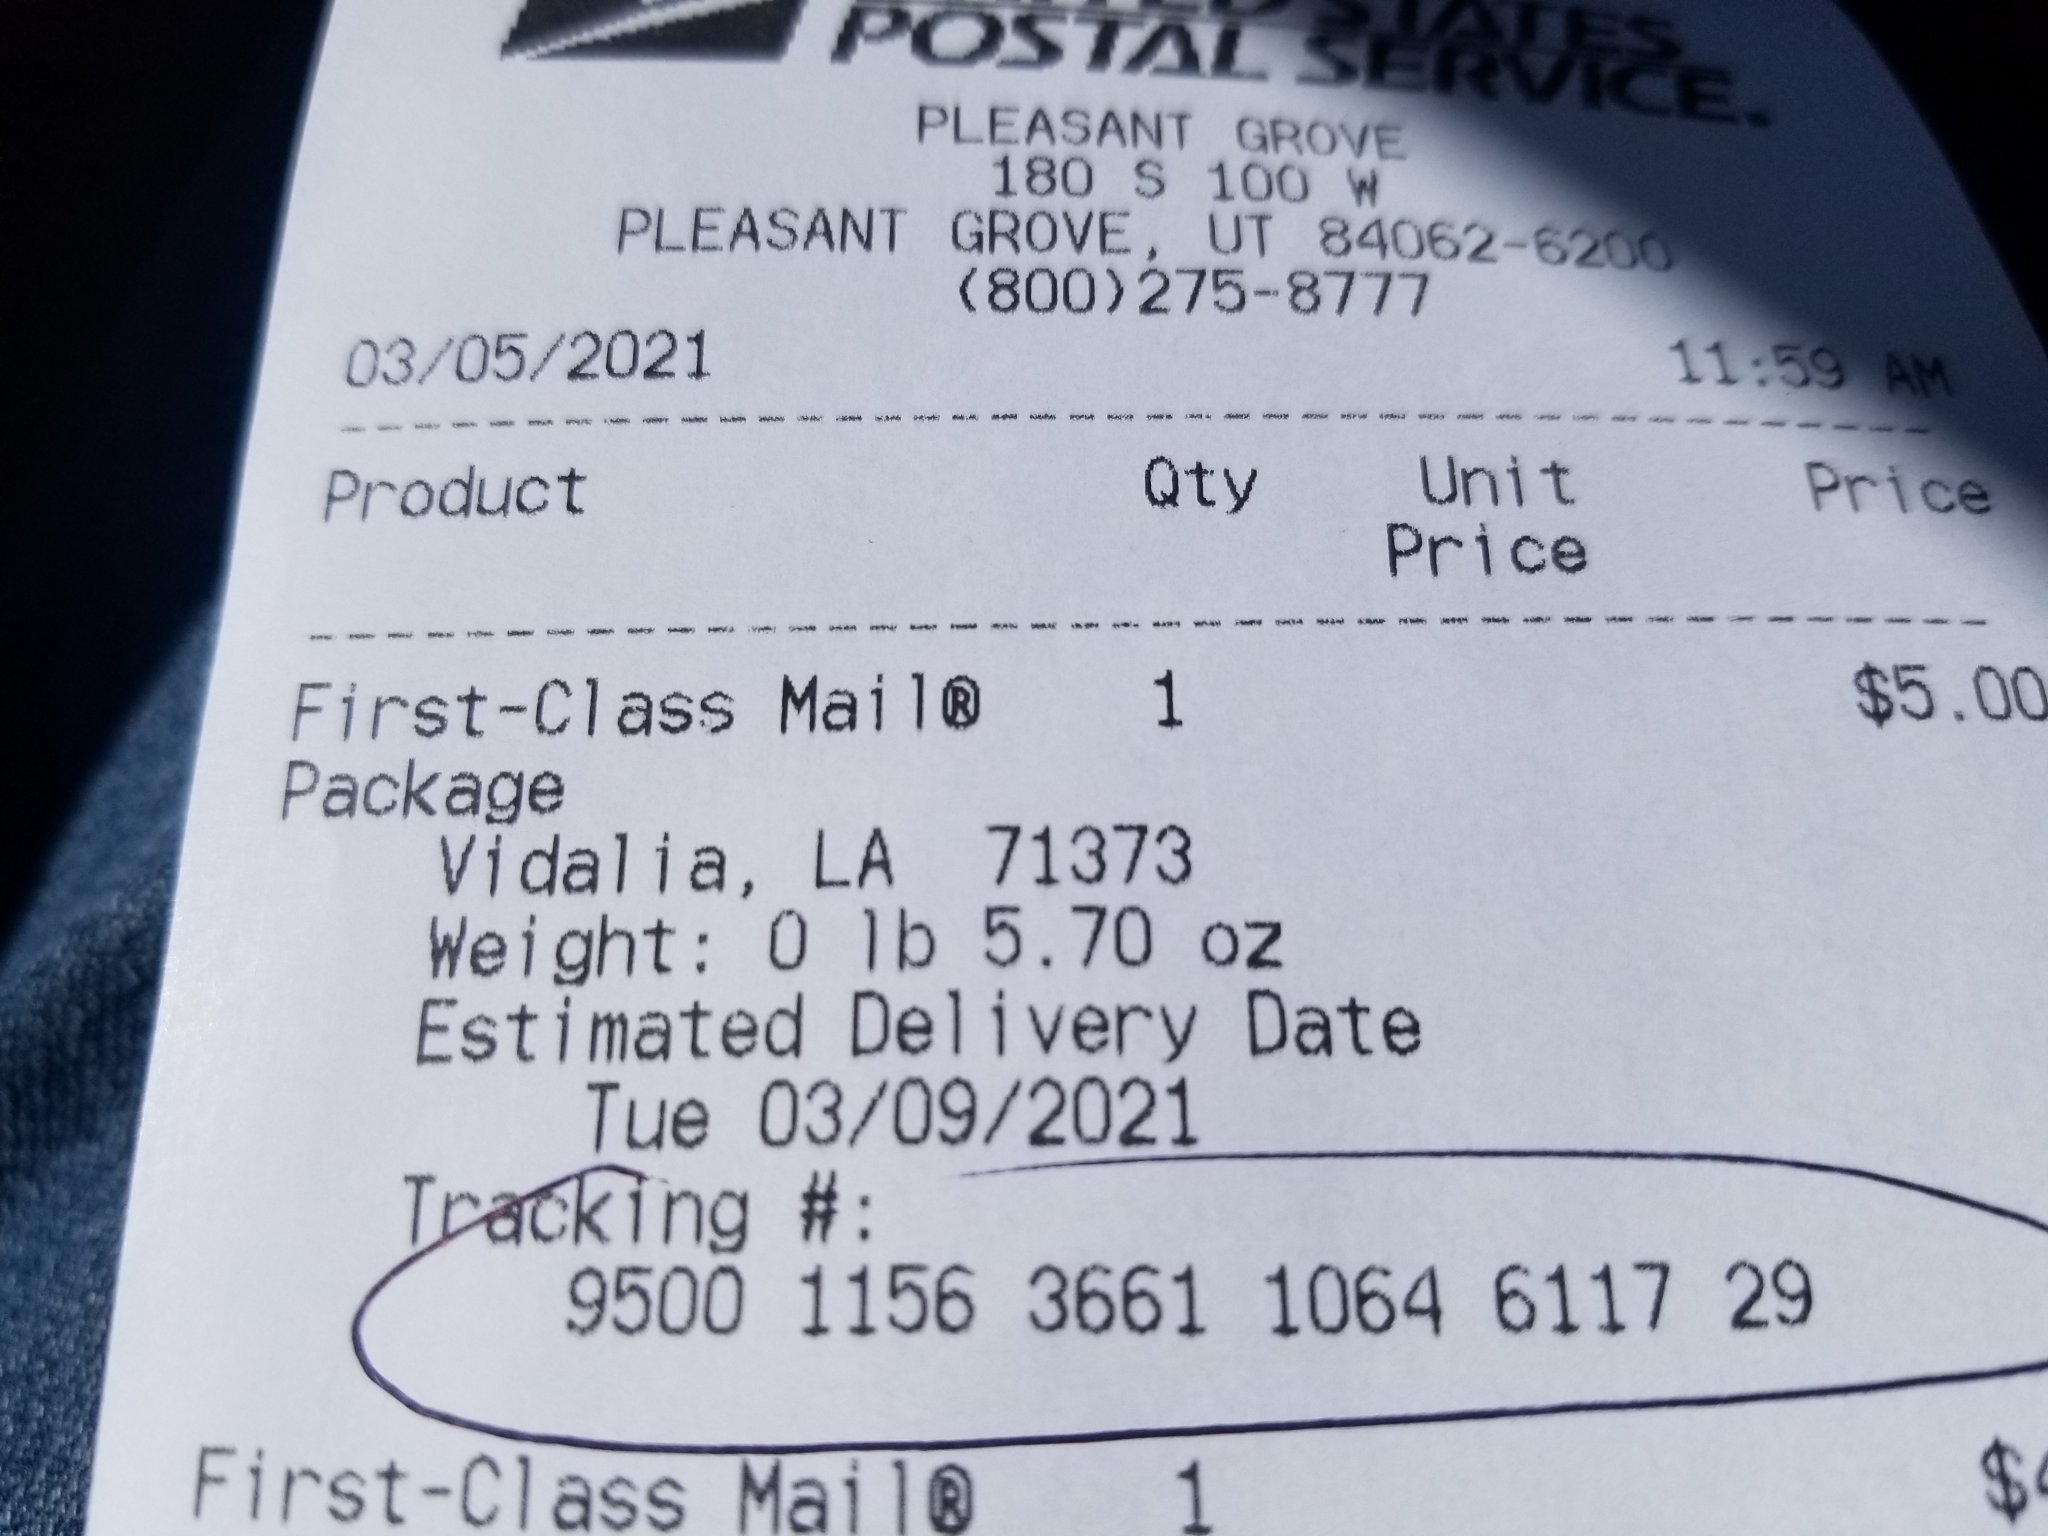 UNITED STATES
POSTAL SERVICE.
PLEASANT GROVE
180 S 100 W
PLEASANT GROVE, UT 84062-6200
(800)275-8777
03/05/2021 11:59 AM
Product Qty Unit Price
Price
First-Class Mail® 1 $5.00
Package
Vidalia, LA 71373
Weight: 0 lb 5.70 oz
Estimated Delivery Date
Tue 03/09/2021
Tracking #:
9500 1156 3661 1064 6117 29
First-Class Mail® 1 $4